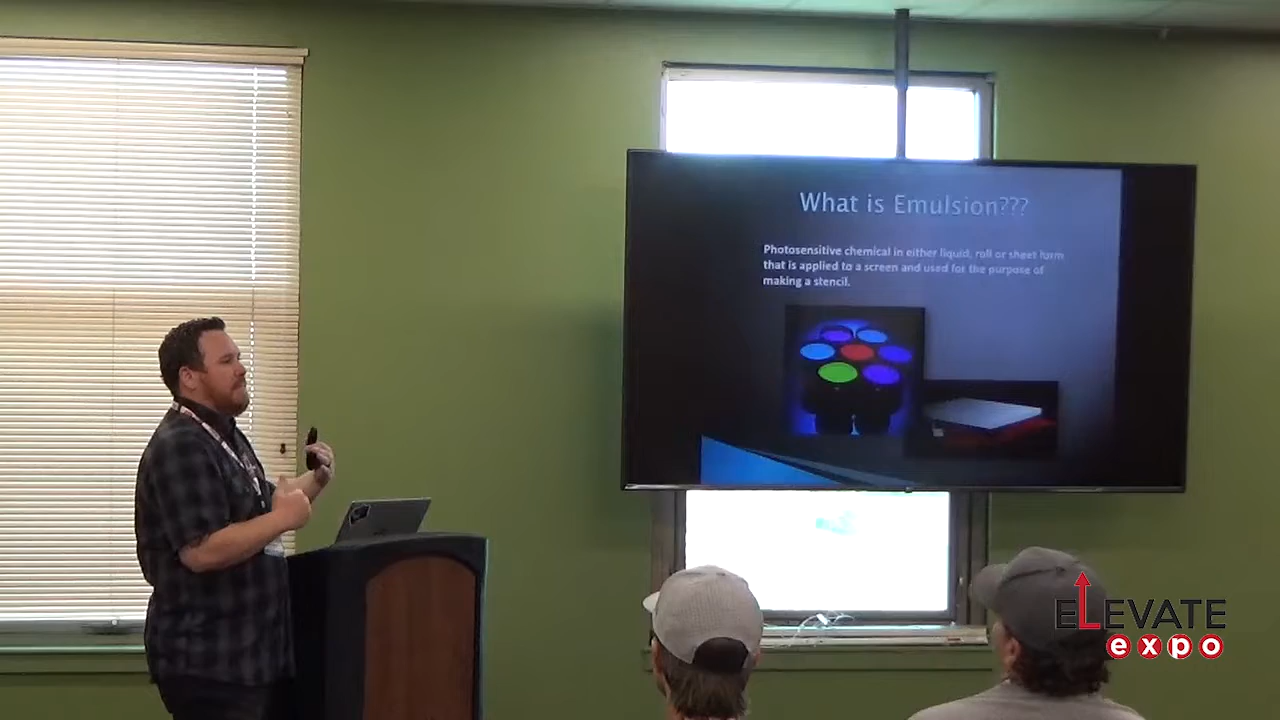 What is Emulsion???
Photosensitive chemical in either liquid, roll or sheet form
that is applied to a screen and used for the purpose of
making a stencil.
ELEVATE
expo